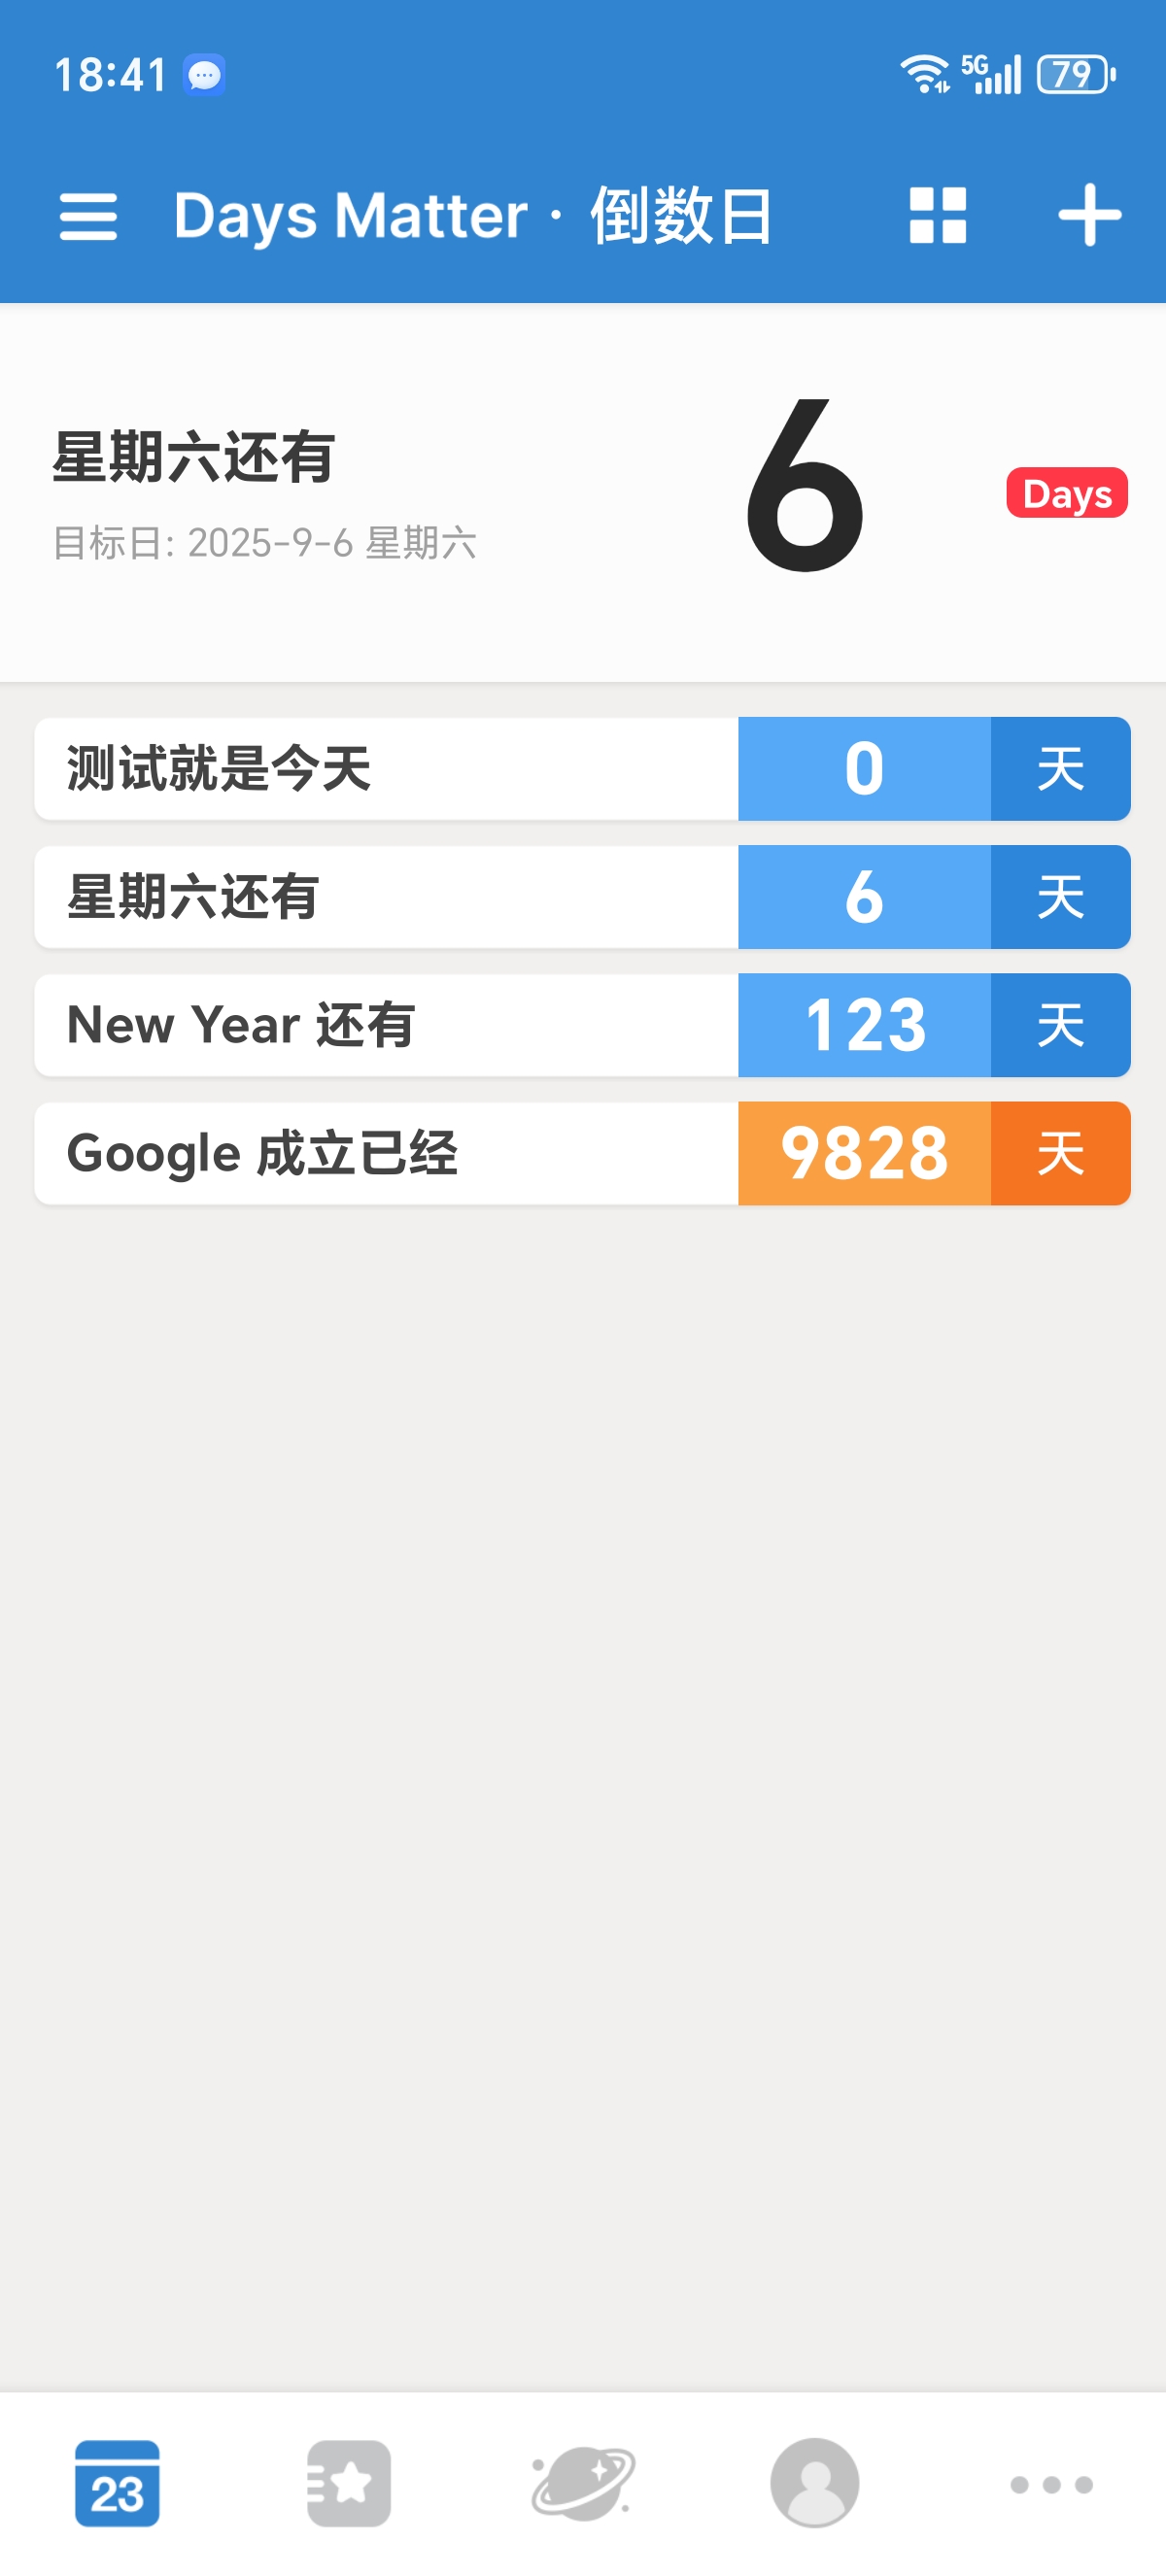 18:41
5G
79
Days Matter · 倒数日
星期六还有
6
Days
目标日: 2025-9-6 星期六
测试就是今天 0 天
星期六还有 6 天
New Year 还有 123 天
Google 成立已经 9828 天
23